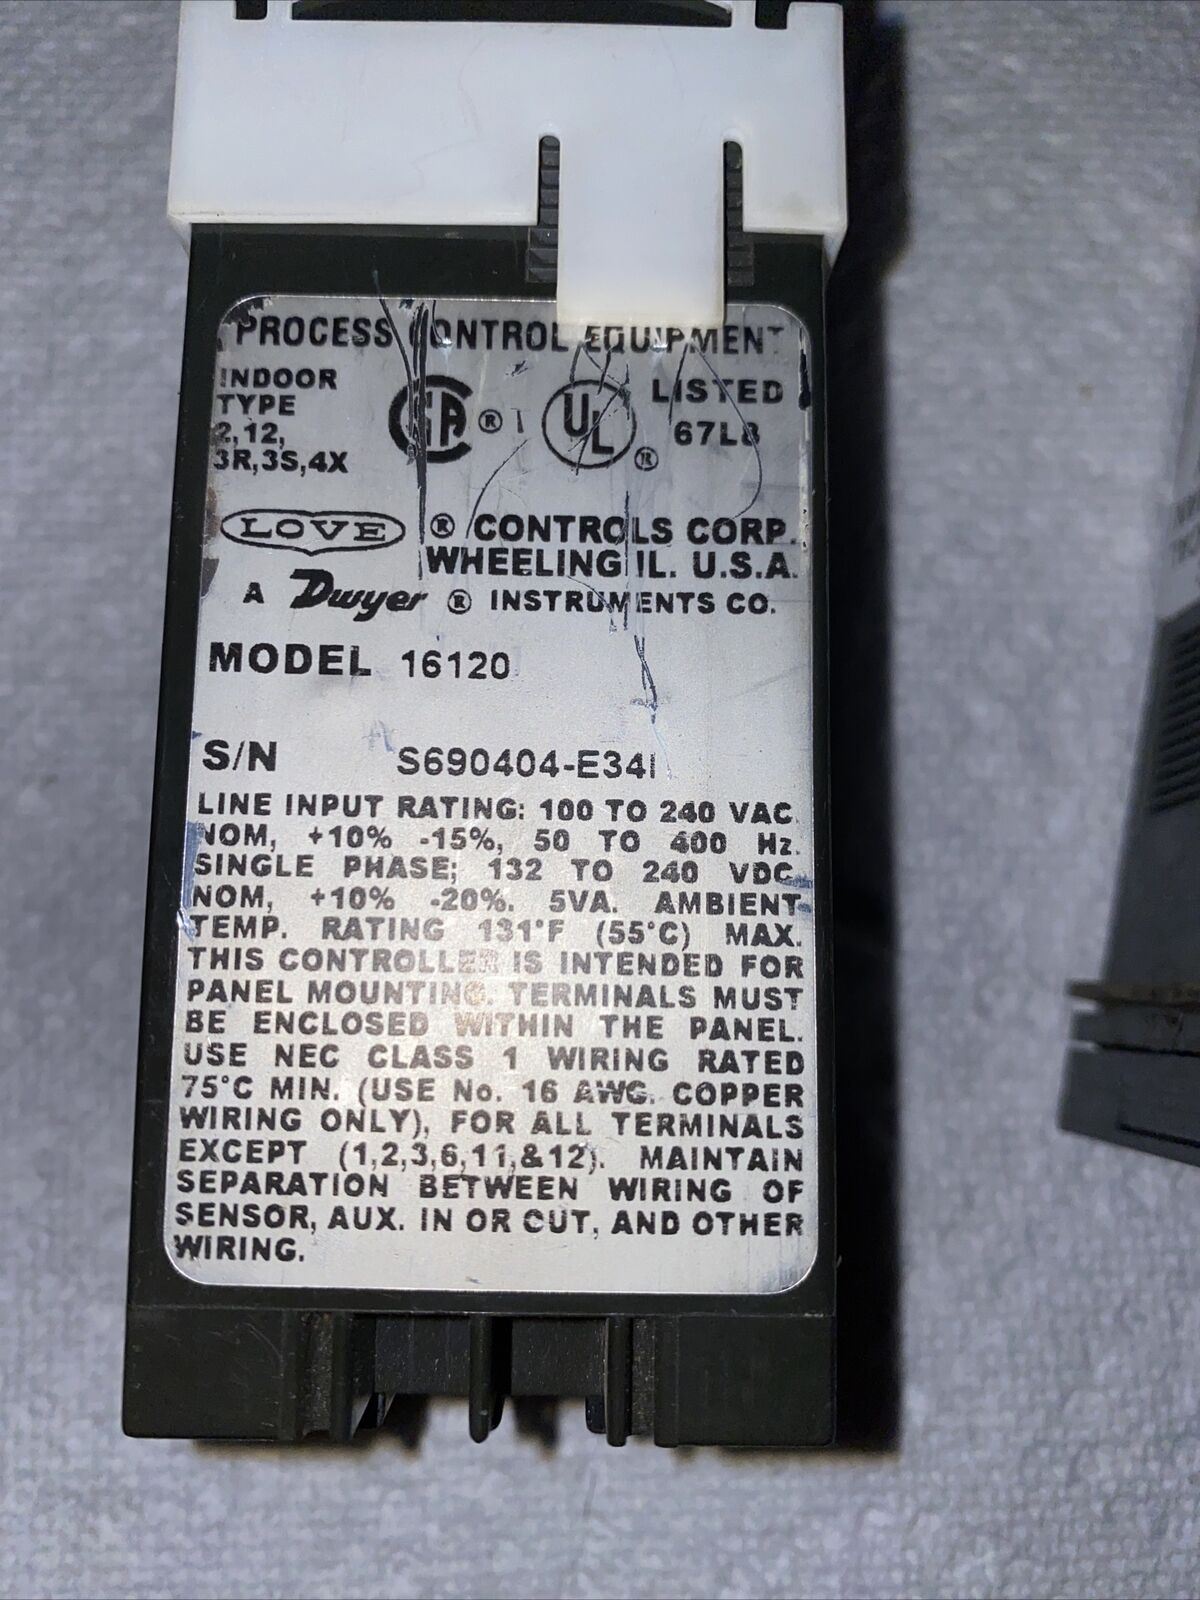 PROCESS CONTROL EQUIPMENT
INDOOR
TYPE
2,12,
3R,3S,4X
CSA ®
UL ®
LISTED
67L8
LOVE ® CONTROLS CORP.
WHEELING IL. U.S.A.
A Dwyer ® INSTRUMENTS CO.
MODEL 16120
S/N S690404-E34I
LINE INPUT RATING: 100 TO 240 VAC.
NOM, +10% -15%, 50 TO 400 Hz.
SINGLE PHASE; 132 TO 240 VDC
NOM, +10% -20%. 5VA. AMBIENT
TEMP. RATING 131°F (55°C) MAX.
THIS CONTROLLER IS INTENDED FOR
PANEL MOUNTING. TERMINALS MUST
BE ENCLOSED WITHIN THE PANEL.
USE NEC CLASS 1 WIRING RATED
75°C MIN. (USE No. 16 AWG. COPPER
WIRING ONLY), FOR ALL TERMINALS
EXCEPT (1,2,3,6,11,&12). MAINTAIN
SEPARATION BETWEEN WIRING OF
SENSOR, AUX. IN OR OUT, AND OTHER
WIRING.